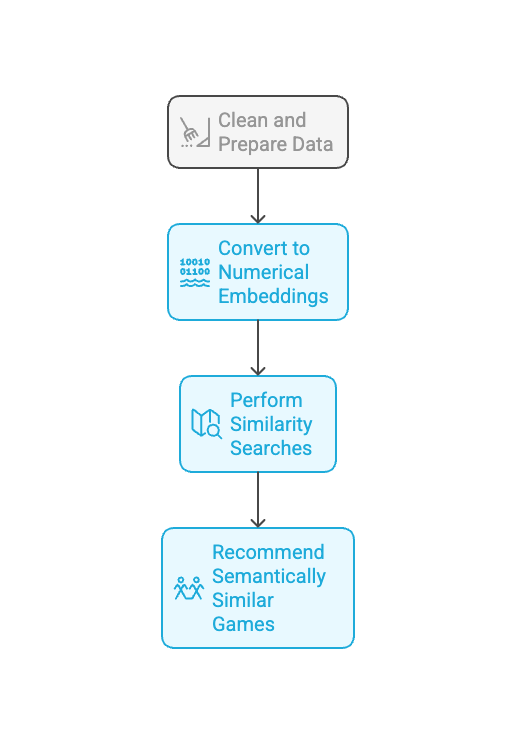 Clean and
Prepare Data
10010
01100
Convert to
Numerical
Embeddings
Perform
Similarity
Searches
Recommend
Semantically
Similar
Games